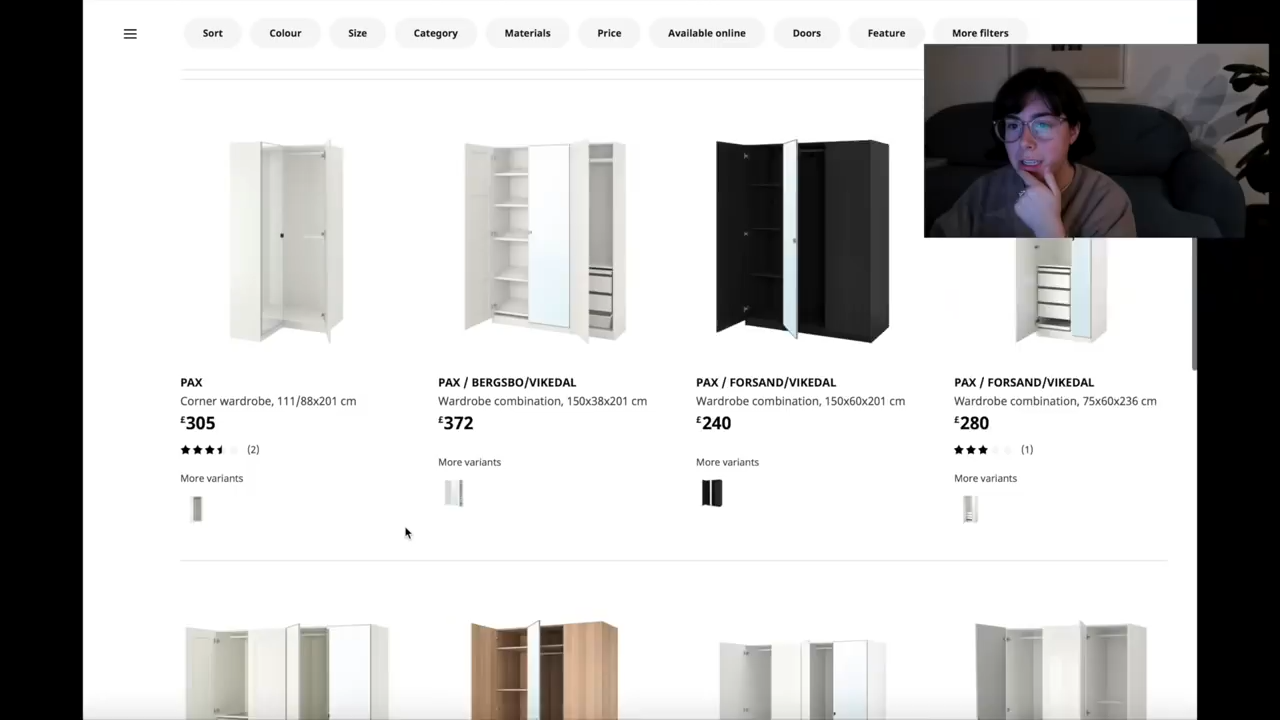 Sort Colour Size Category Materials Price Available online Doors Feature More filters
PAX
Corner wardrobe, 111/88x201 cm
£305
(2)
More variants
PAX / BERGSBO/VIKEDAL
Wardrobe combination, 150x38x201 cm
£372
More variants
PAX / FORSAND/VIKEDAL
Wardrobe combination, 150x60x201 cm
£240
More variants
PAX / FORSAND/VIKEDAL
Wardrobe combination, 75x60x236 cm
£280
(1)
More variants